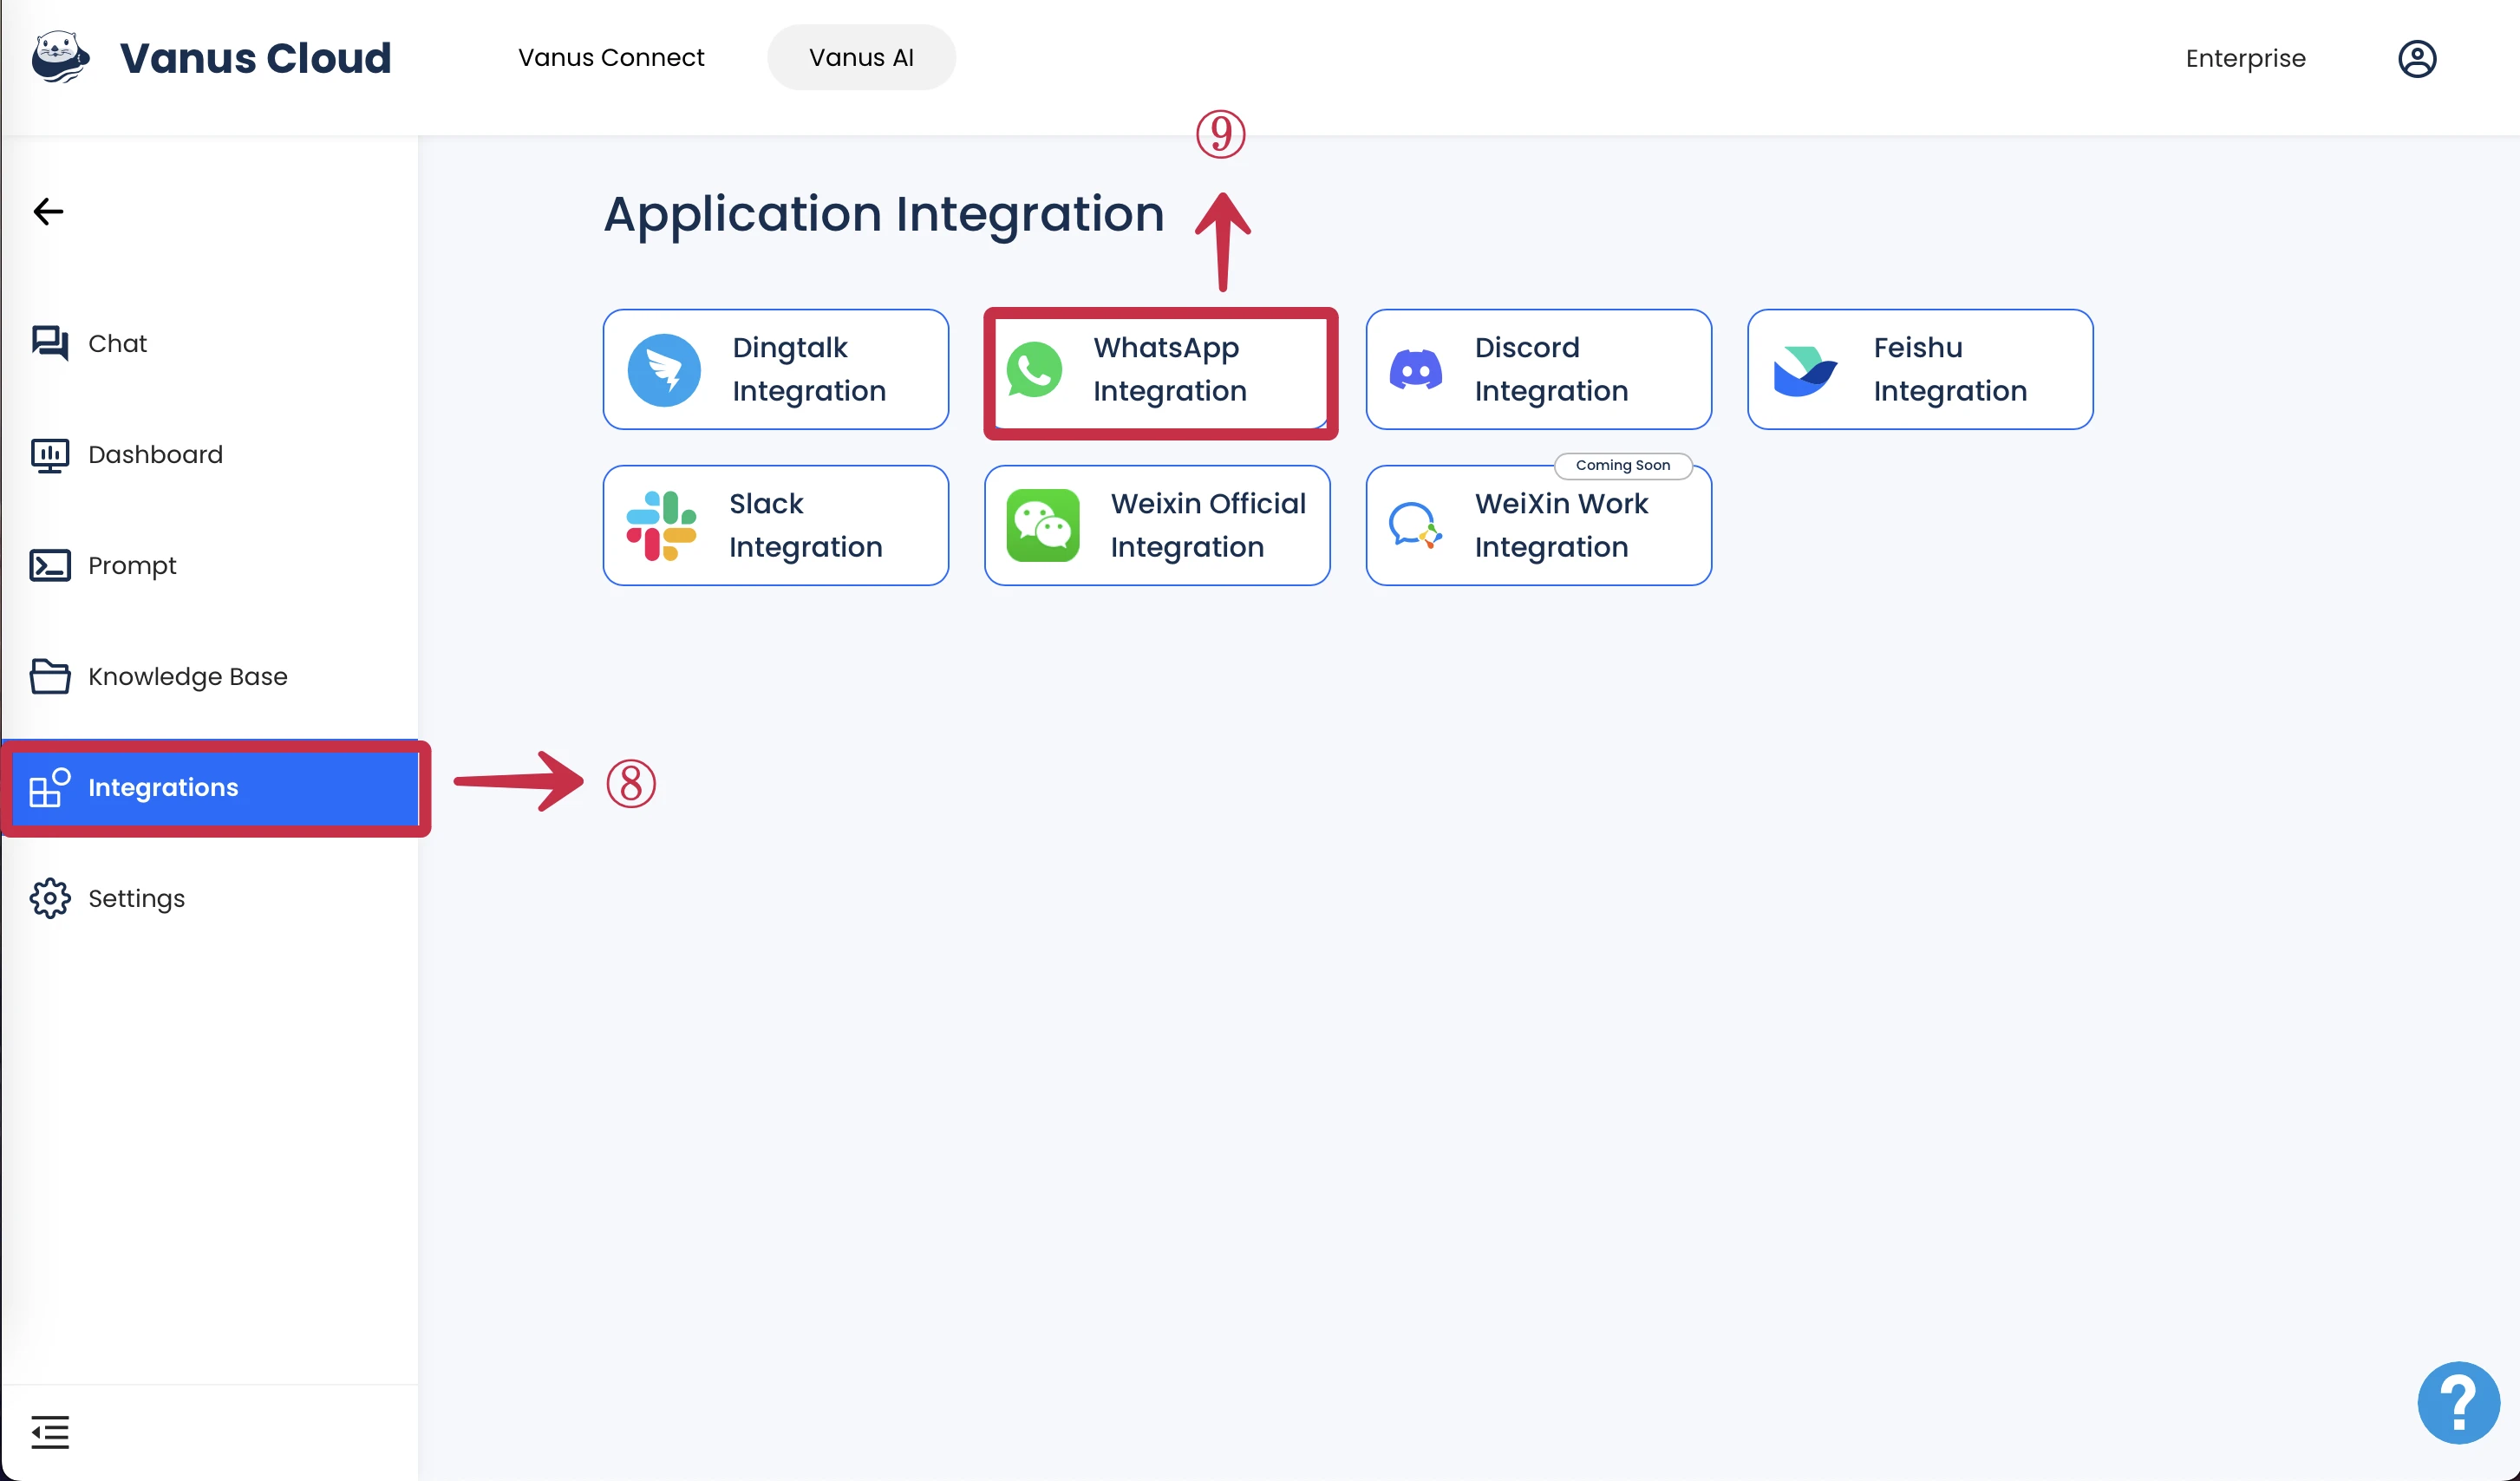 Vanus Cloud
Vanus Connect
Vanus AI
Enterprise
⑨
Application Integration
Chat
Dashboard
Prompt
Knowledge Base
Integrations
Settings
⑧
Dingtalk
Integration
WhatsApp
Integration
Discord
Integration
Feishu
Integration
Slack
Integration
Weixin Official
Integration
Coming Soon
WeiXin Work
Integration
?